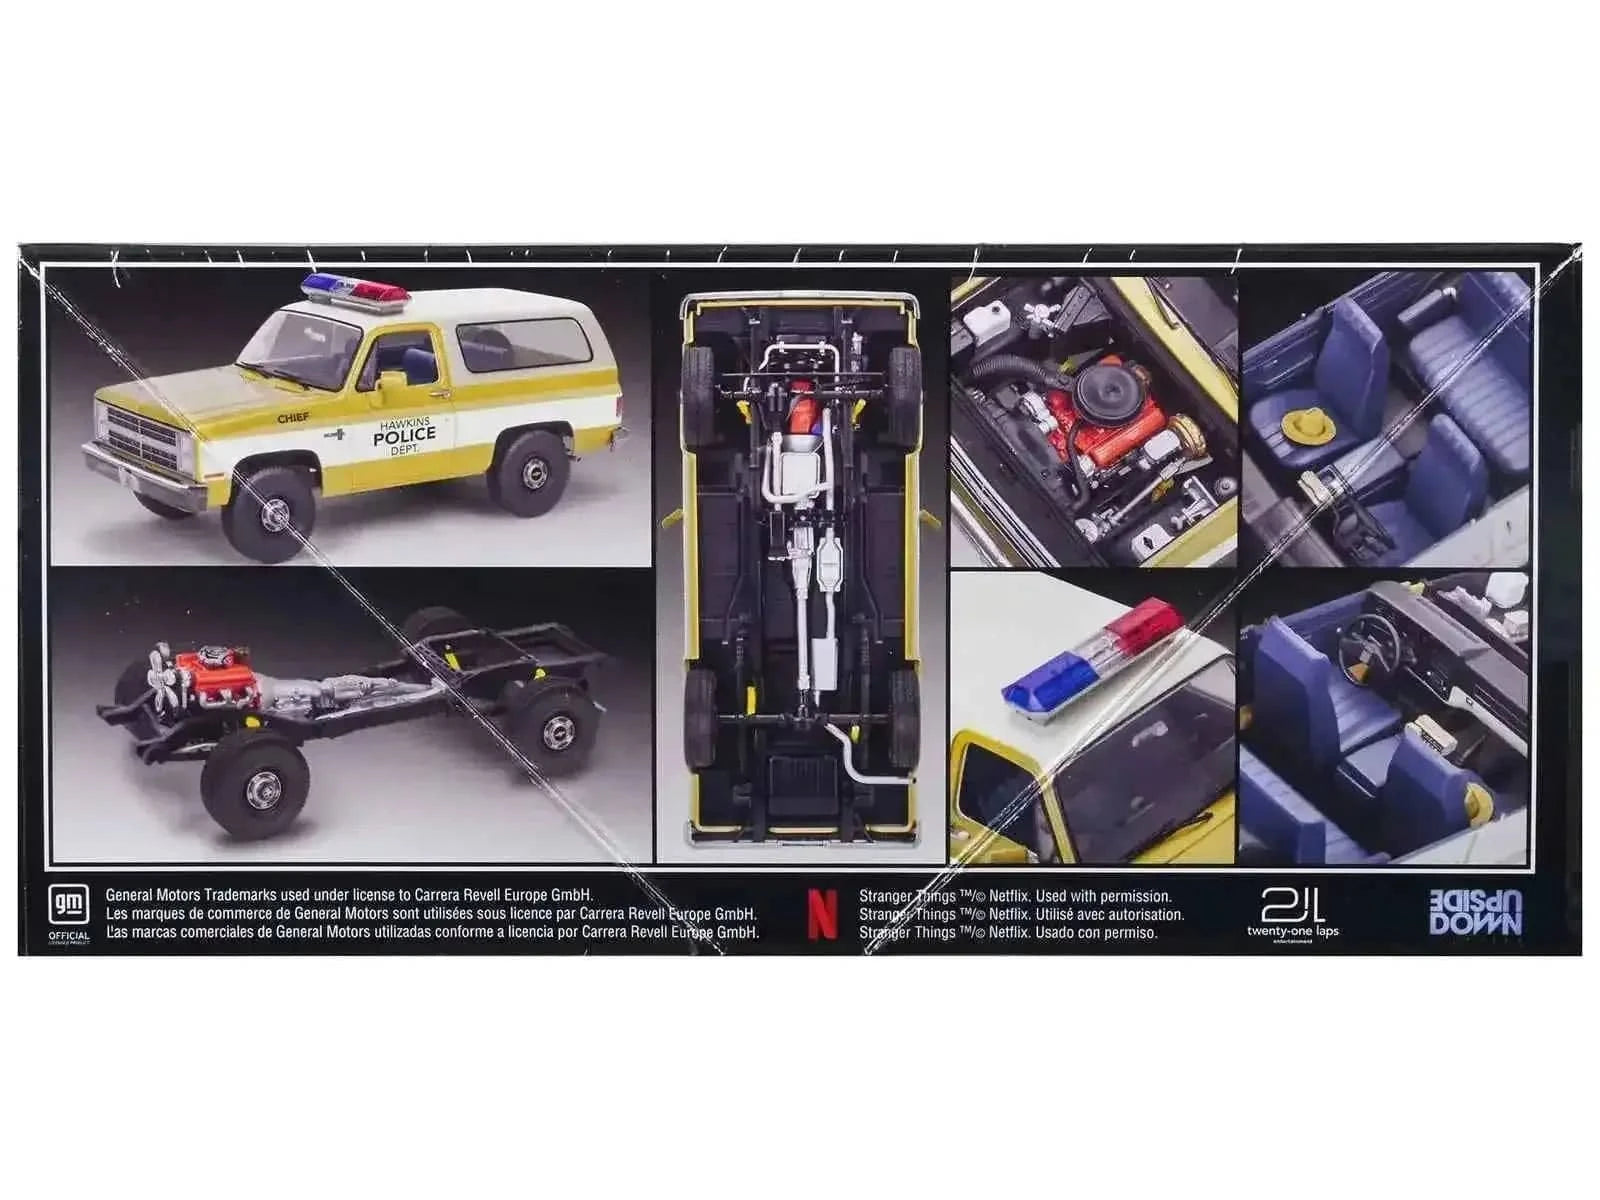 CHIEF
HAWKINS
POLICE
DEPT.
gm
OFFICIAL
LICENSED PRODUCT
General Motors Trademarks used under license to Carrera Revell Europe GmbH.
Les marques de commerce de General Motors sont utilisées sous licence par Carrera Revell Europe GmbH.
Las marcas comerciales de General Motors utilizadas conforme a licencia por Carrera Revell Europe GmbH.
N
Stranger Things ™/© Netflix. Used with permission.
Stranger Things ™/© Netflix. Utilisé avec autorisation.
Stranger Things ™/© Netflix. Usado con permiso.
21L
twenty-one laps
entertainment
UPSIDE
DOWN